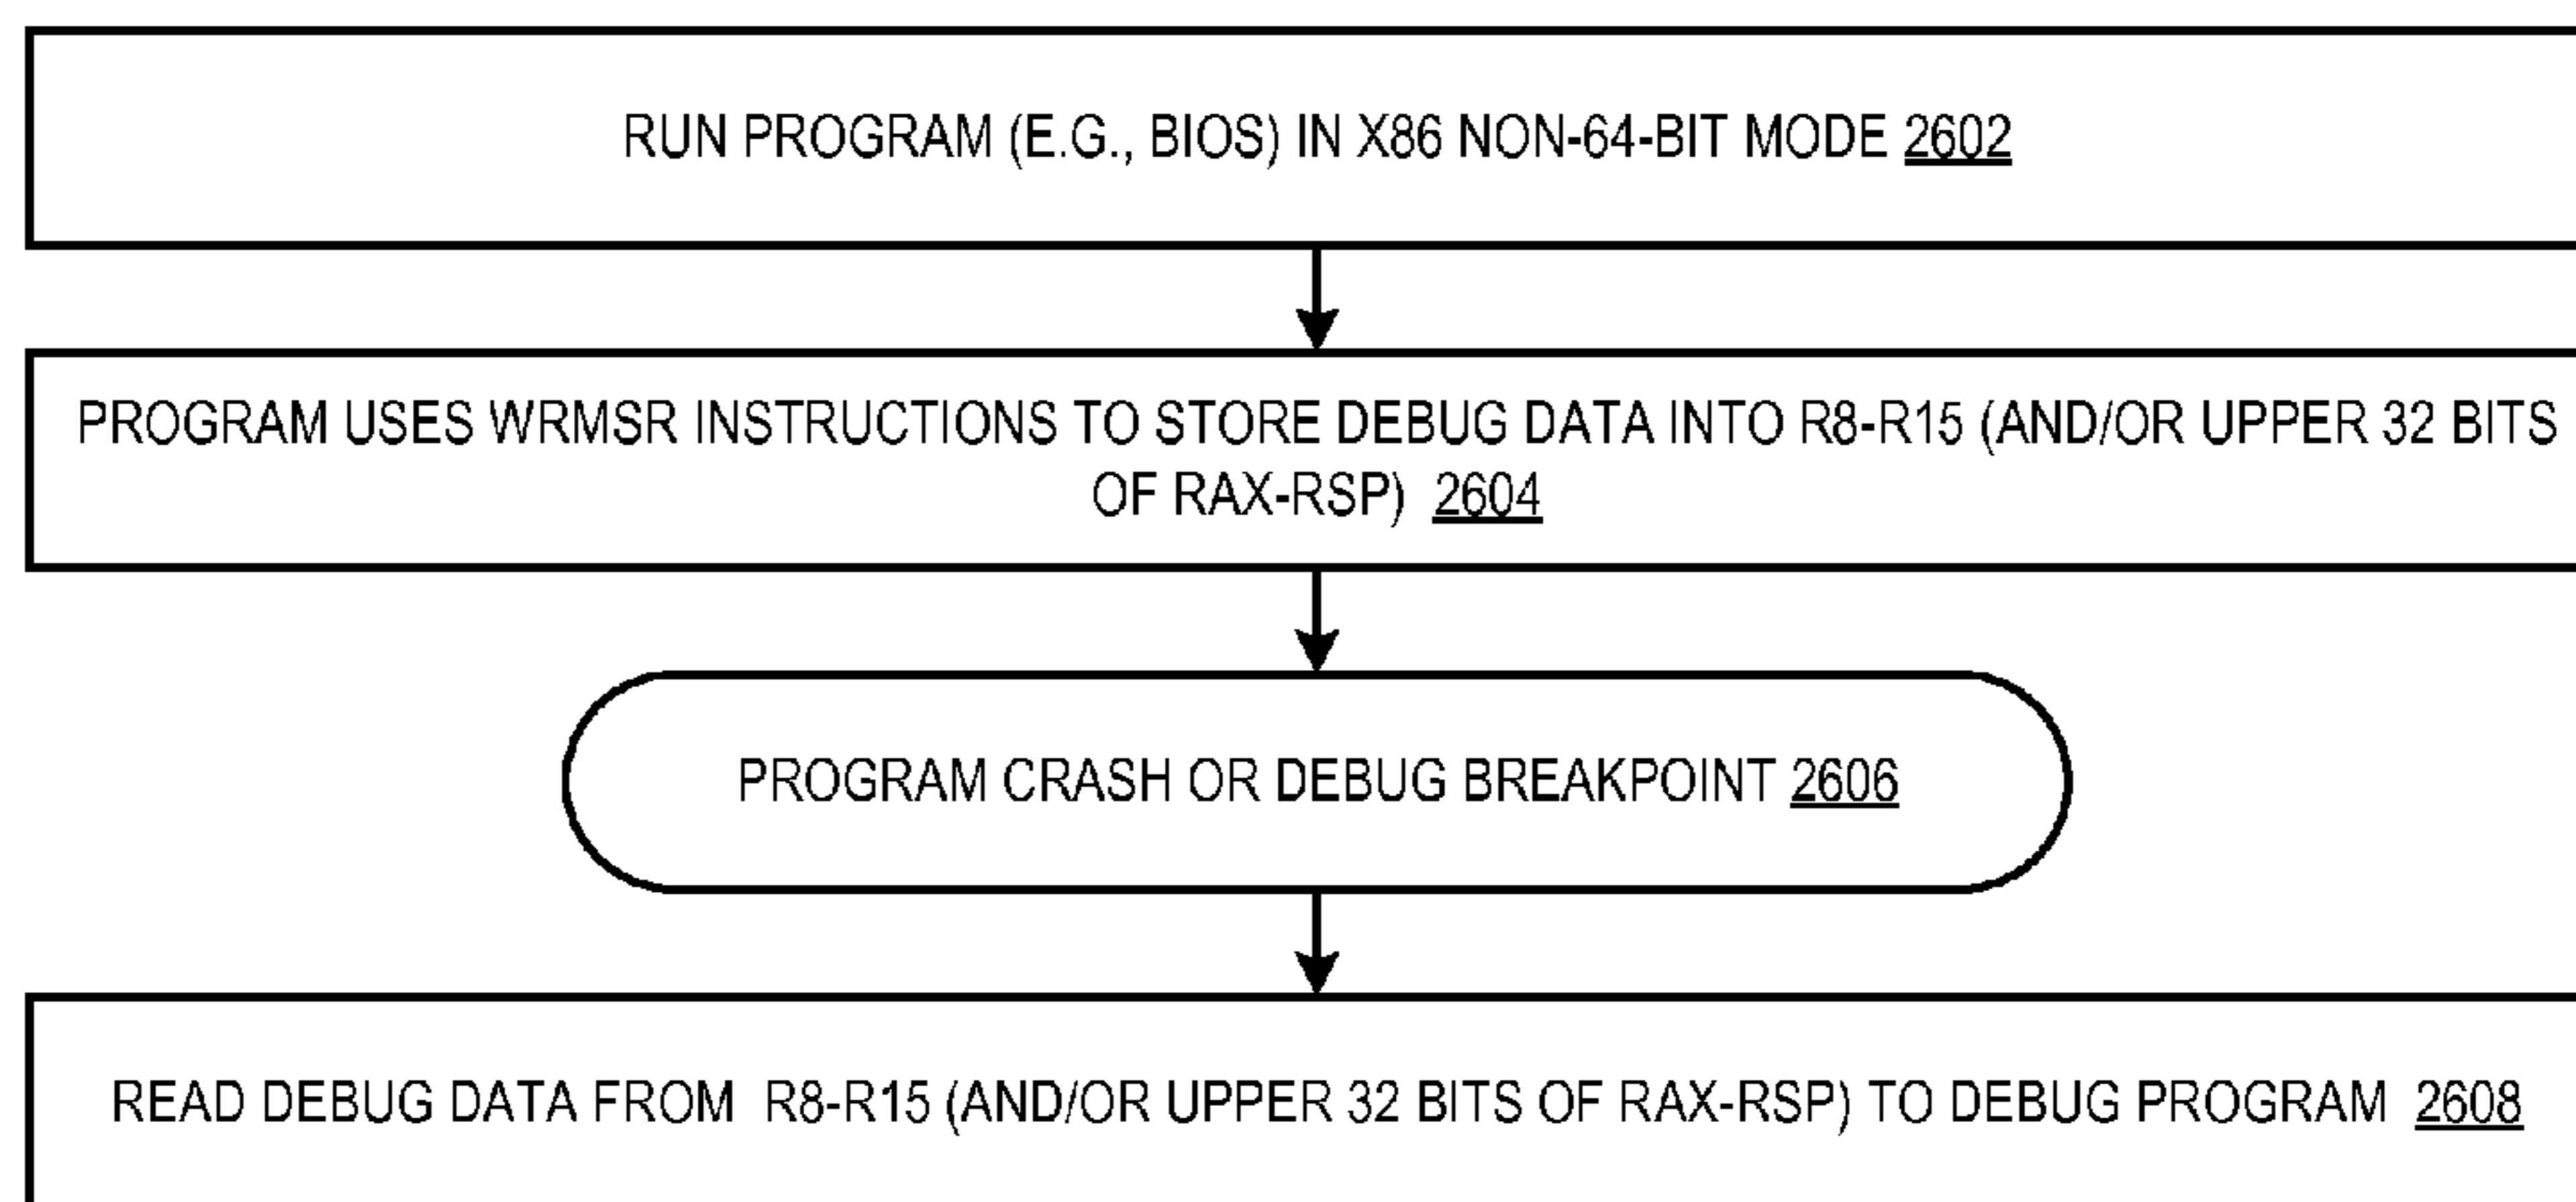 RUN PROGRAM (E.G., BIOS) IN X86 NON-64-BIT MODE 2602
PROGRAM USES WRMSR INSTRUCTIONS TO STORE DEBUG DATA INTO R8-R15 (AND/OR UPPER 32 BITS
OF RAX-RSP) 2604
PROGRAM CRASH OR DEBUG BREAKPOINT 2606
READ DEBUG DATA FROM R8-R15 (AND/OR UPPER 32 BITS OF RAX-RSP) TO DEBUG PROGRAM 2608